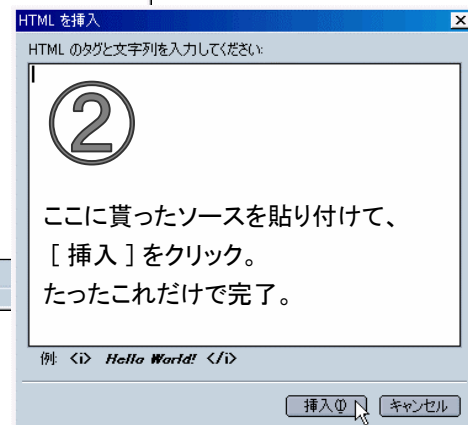 HTML を挿入
HTML のタグと文字列を入力してください:
②
ここに貰ったソースを貼り付けて、
[ 挿入 ] をクリック。
たったこれだけで完了。
例: <i> Hello World! </i>
挿入(I) キャンセル